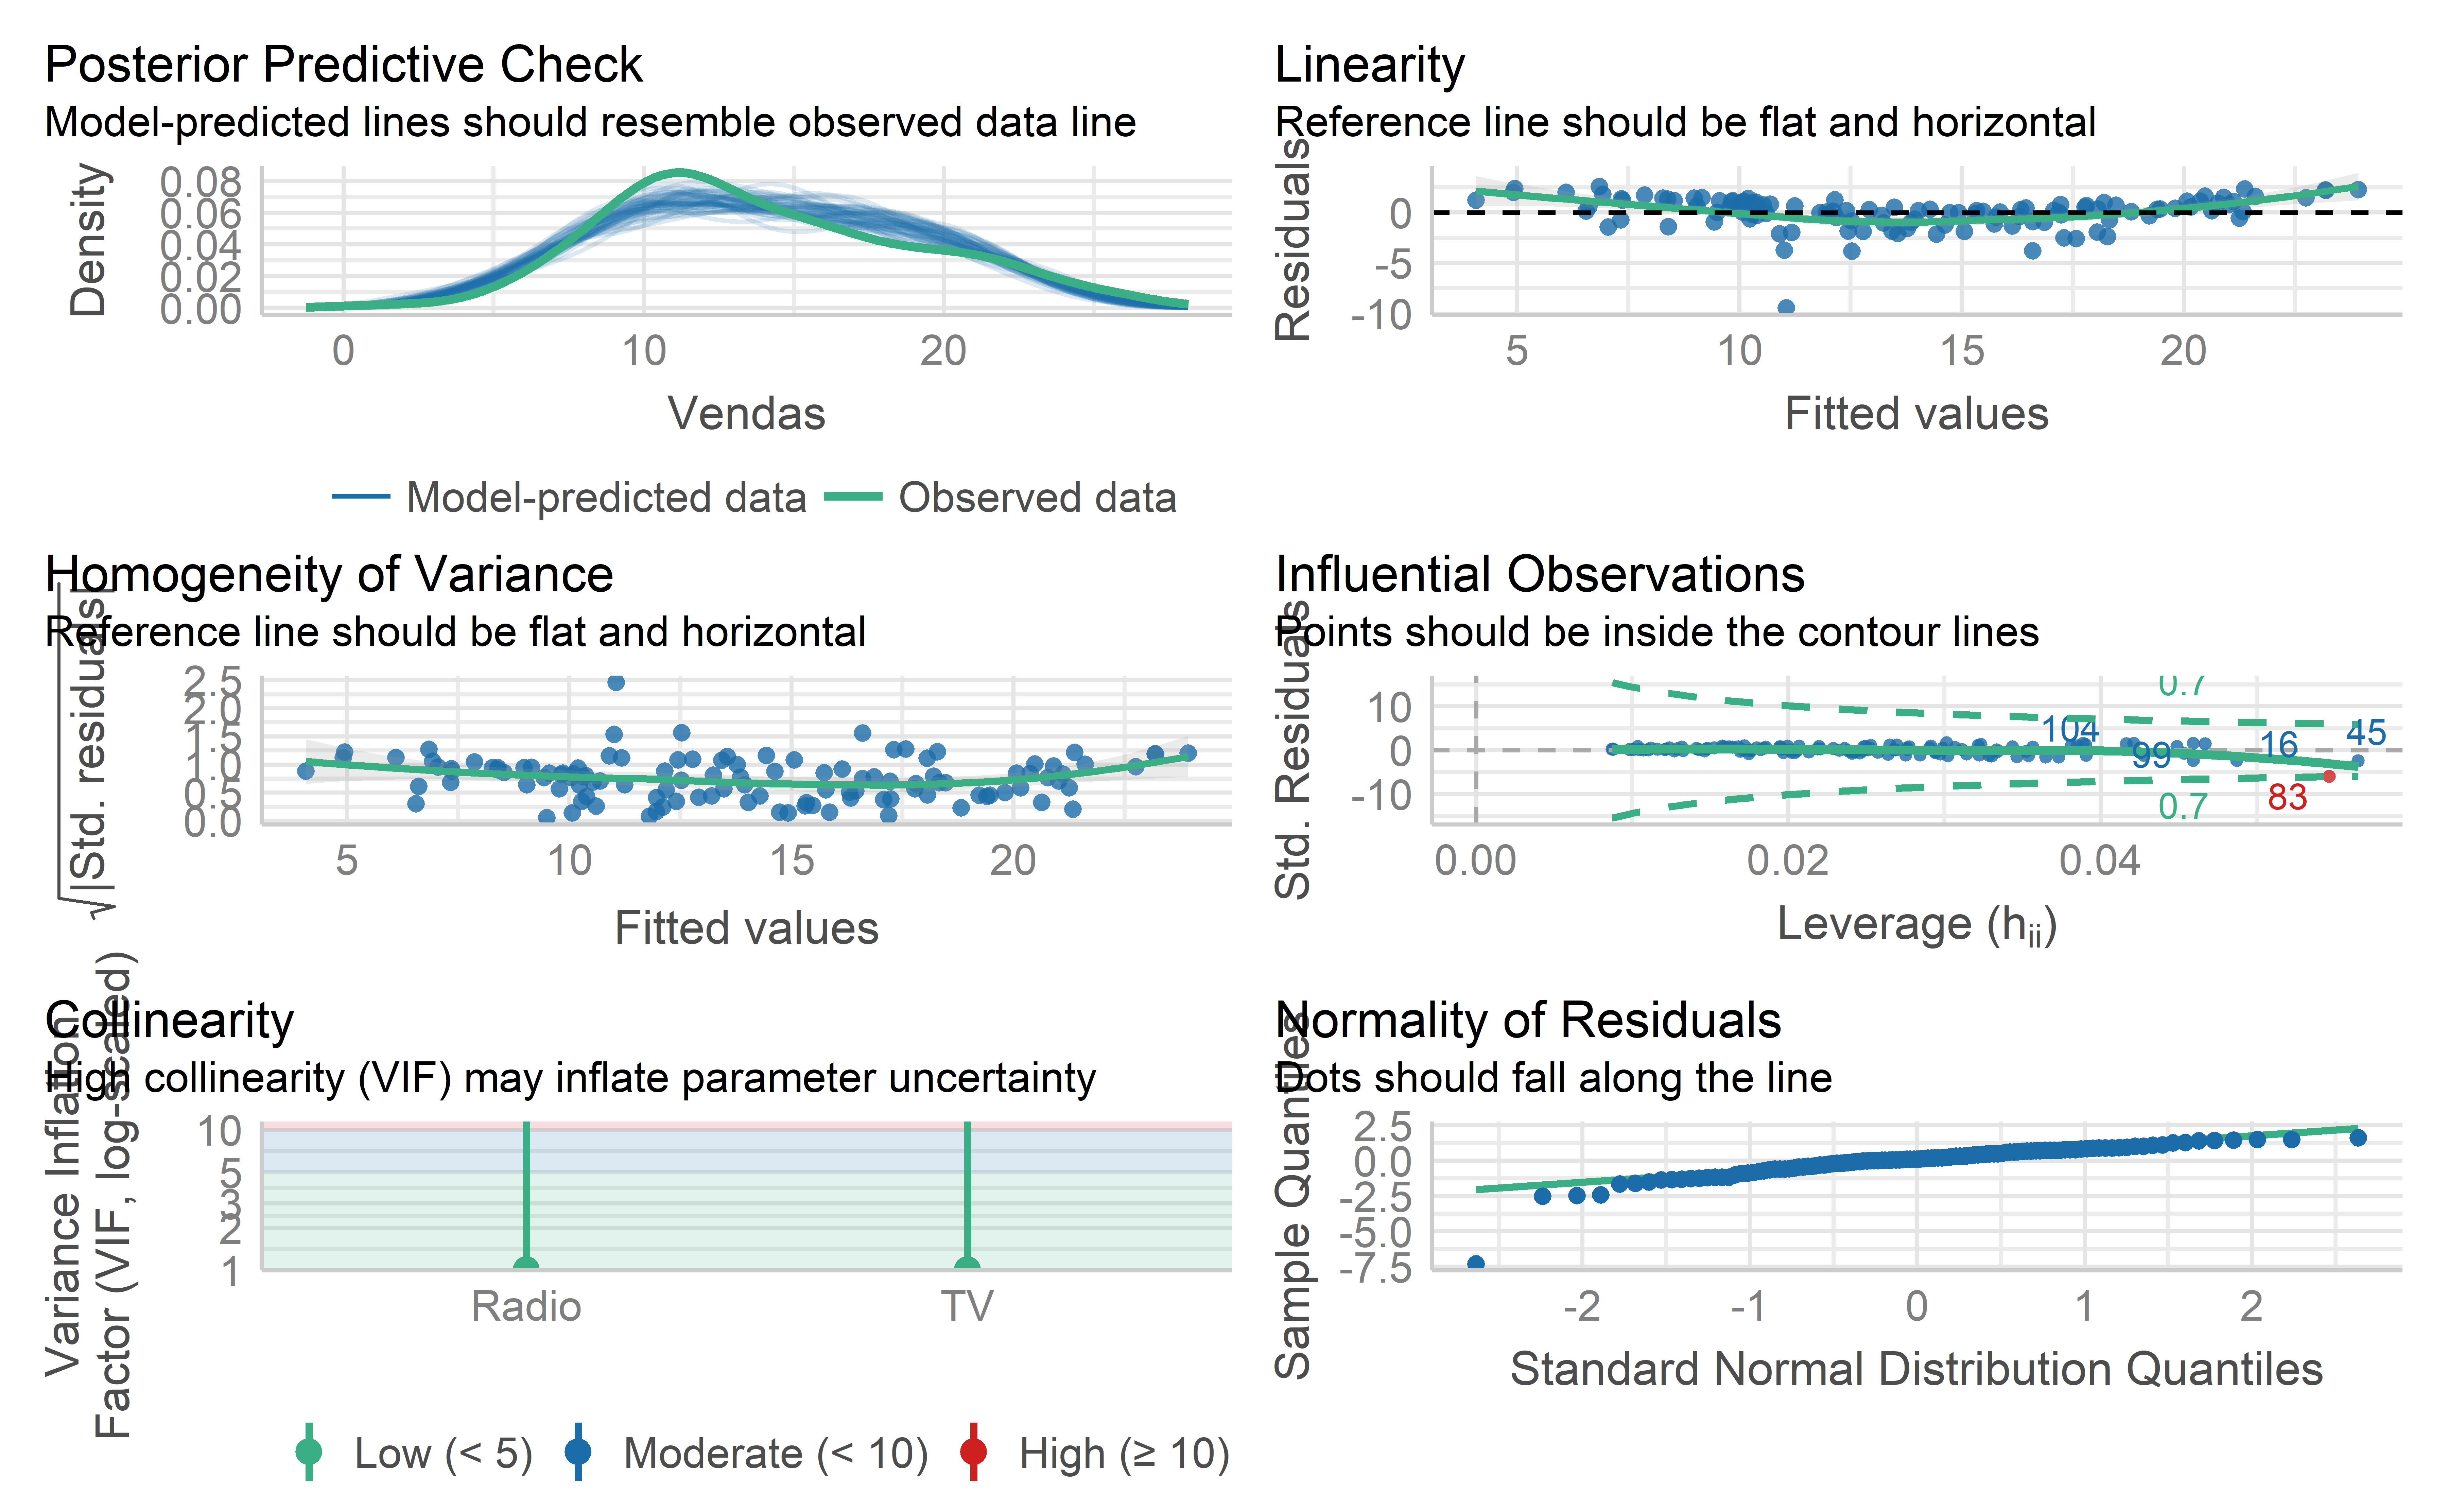 Posterior Predictive Check
Model-predicted lines should resemble observed data line
Density
0.08
0.06
0.04
0.02
0.00
0 10 20
Vendas
Model-predicted data Observed data
Linearity
Reference line should be flat and horizontal
Residuals
0
-5
-10
5 10 15 20
Fitted values
Homogeneity of Variance
Reference line should be flat and horizontal
√|Std. residuals|
2.5
2.0
1.5
1.0
0.5
0.0
5 10 15 20
Fitted values
Influential Observations
Points should be inside the contour lines
Std. Residuals
10
0
-10
0.7
104
45
16
99
83
0.7
0.00 0.02 0.04
Leverage (hii)
Collinearity
High collinearity (VIF) may inflate parameter uncertainty
Variance Inflation
Factor (VIF, log-scaled)
10
5
3
2
1
Radio TV
Low (< 5) Moderate (< 10) High (≥ 10)
Normality of Residuals
Dots should fall along the line
Sample Quantiles
2.5
0.0
-2.5
-5.0
-7.5
-2 -1 0 1 2
Standard Normal Distribution Quantiles